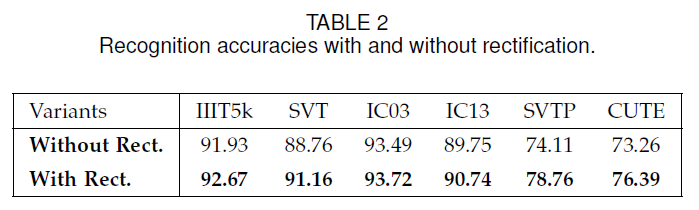 TABLE 2
Recognition accuracies with and without rectification.
Variants IIIT5k SVT IC03 IC13 SVTP CUTE
Without Rect. 91.93 88.76 93.49 89.75 74.11 73.26
With Rect. 92.67 91.16 93.72 90.74 78.76 76.39